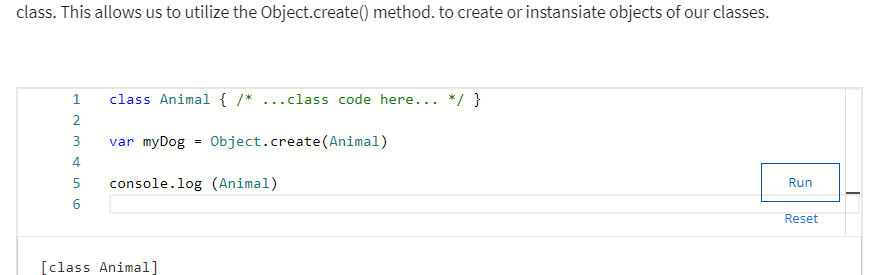 class. This allows us to utilize the Object.create() method. to create or instansiate objects of our classes.
1 class Animal { /* ...class code here... */ }
2
3 var myDog = Object.create(Animal)
4
5 console.log (Animal)
6
Run
Reset
[class Animal]